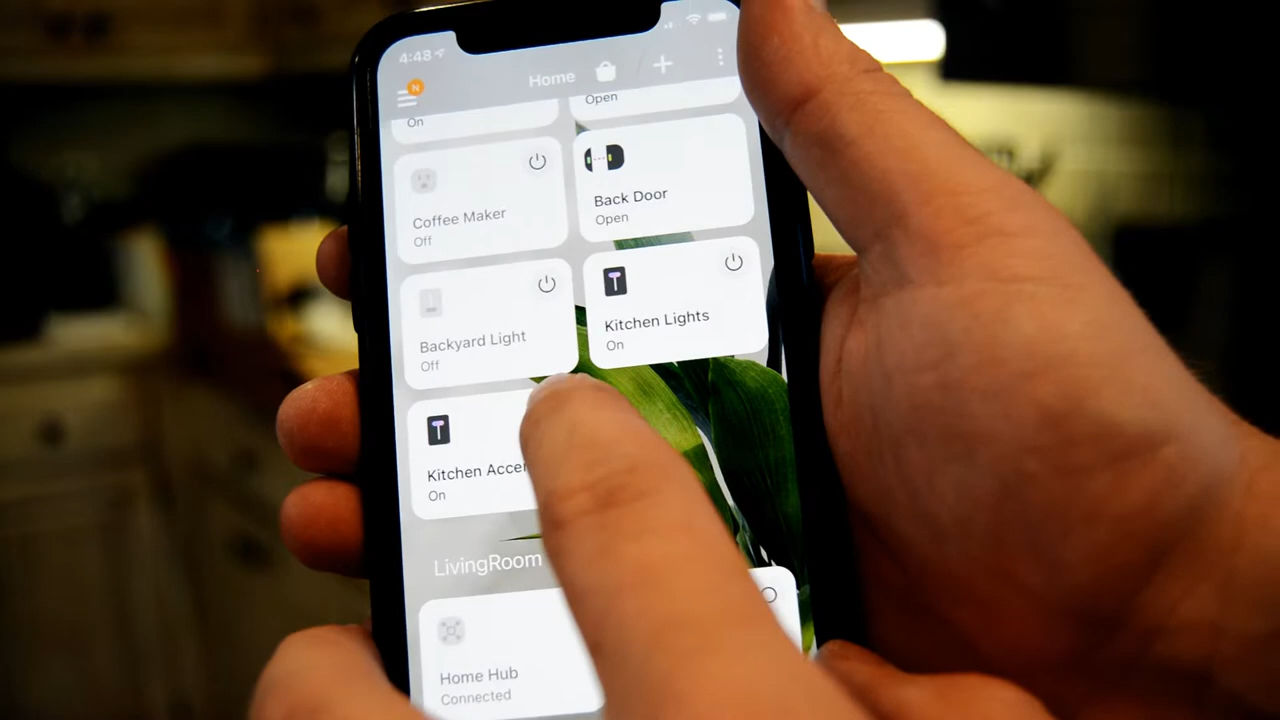 4:48
N
Home
On
Open
Coffee Maker
Off
Back Door
Open
Backyard Light
Off
Kitchen Lights
On
Kitchen Accen
On
LivingRoom
Home Hub
Connected